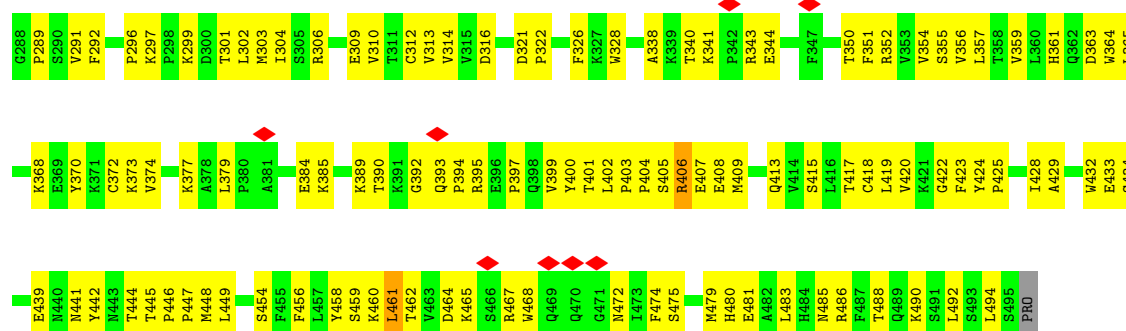 G288 P289 S290 V291 F292 P296 K297 P298 K299 D300 T301 L302 M303 I304 S305 R306 E309 V310 T311 C312 V313 V314 V315 D316 D321 P322 F326 K327 W328 A338 K339 T340 K341 P342 R343 E344 F347 T350 F351 R352 V353 V354 S355 V356 L357 T358 V359 L360 H361 Q362 D363 W364
K368 E369 Y370 K371 C372 K373 V374 K377 A378 L379 P380 A381 E384 K385 K389 T390 K391 G392 Q393 P394 R395 E396 P397 Q398 V399 Y400 T401 L402 P403 P404 S405 R406 E407 E408 M409 Q413 V414 S415 L416 T417 C418 L419 V420 K421 G422 F423 Y424 P425 I428 A429 W432 E433
E439 N440 N441 Y442 N443 T444 T445 P446 P447 M448 L449 S454 F455 F456 L457 Y458 S459 K460 L461 T462 V463 D464 K465 S466 R467 W468 Q469 Q470 G471 N472 I473 F474 S475 M479 H480 E481 A482 L483 H484 N485 R486 F487 T488 Q489 K490 S491 L492 S493 L494 S495 PRO